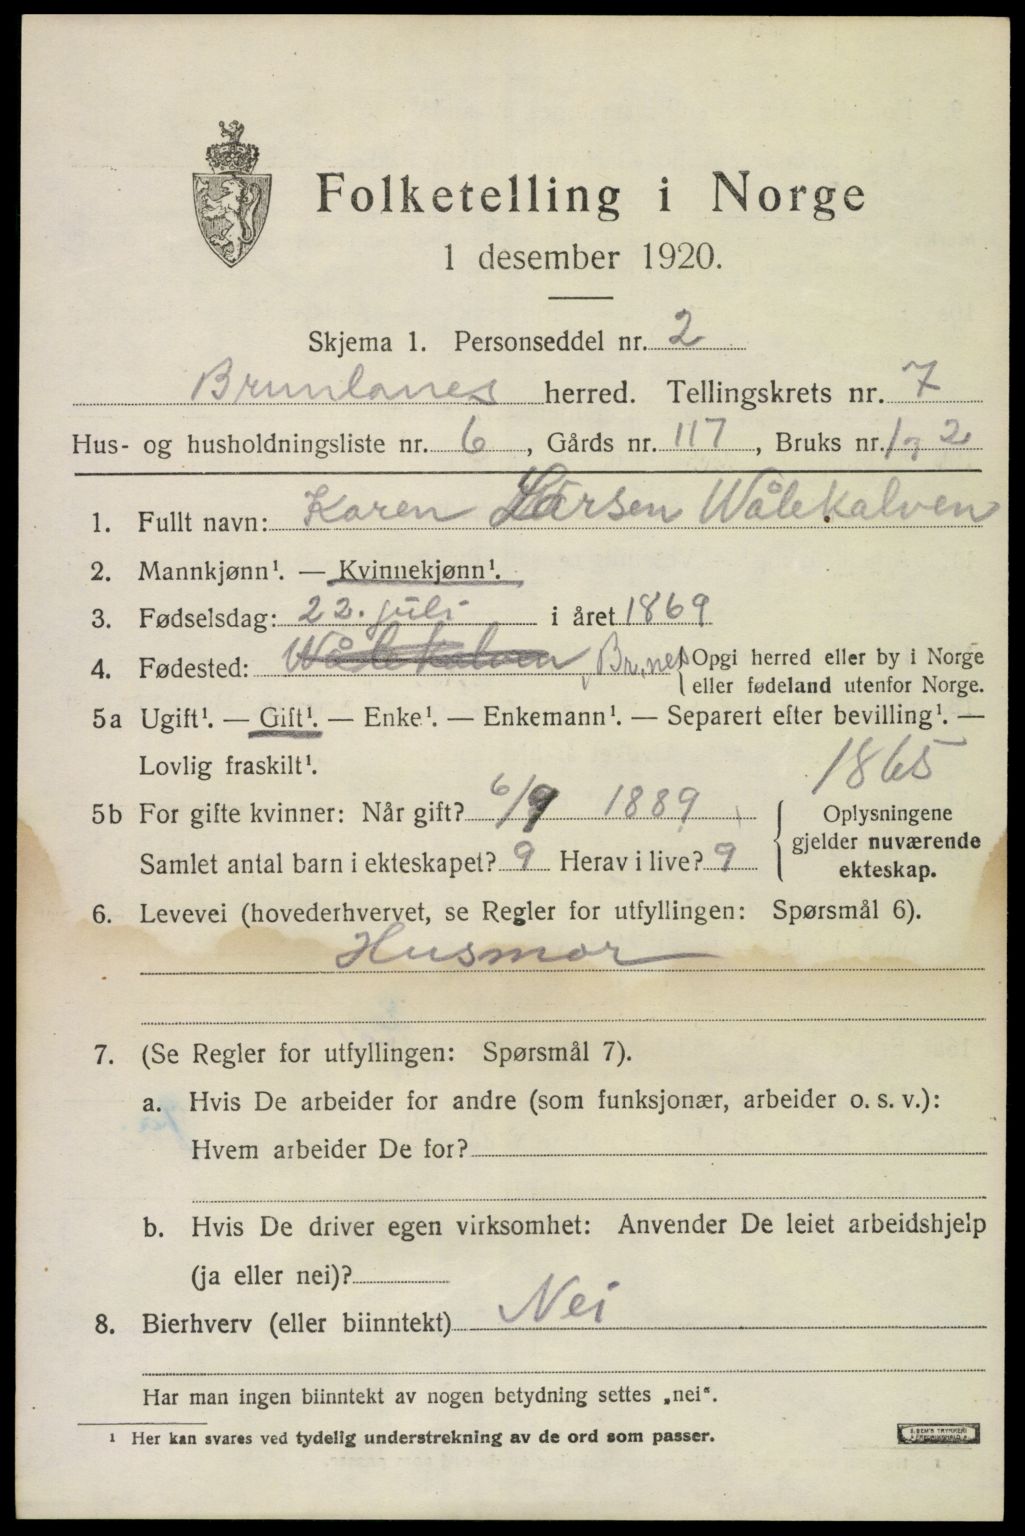 Folketelling i Norge
1 desember 1920.
Skjema 1. Personseddel nr. 2
Brunlanes herred. Tellingskrets nr. 7
Hus- og husholdningsliste nr. 6, Gårds nr. 117, Bruks nr. 1 2
1. Fullt navn: Karen Larsen Wålekalven
2. Mannkjønn¹. — Kvinnekjønn¹.
3. Fødselsdag: 22. juli i året 1869
4. Fødested: Wålekalven, Br.nes { Opgi herred eller by i Norge
eller fødeland utenfor Norge.
5a Ugift¹. — Gift¹. — Enke¹. — Enkemann¹. — Separert efter bevilling¹. —
Lovlig fraskilt¹.
1865
5b For gifte kvinner: Når gift? 6/9 1889
Samlet antal barn i ekteskapet? 9 Herav i live? 9
Oplysningene
gjelder nuværende
ekteskap.
6. Levevei (hovederhvervet, se Regler for utfyllingen: Spørsmål 6).
Husmor
7. (Se Regler for utfyllingen: Spørsmål 7).
a. Hvis De arbeider for andre (som funksjonær, arbeider o. s. v.):
Hvem arbeider De for?
b. Hvis De driver egen virksomhet: Anvender De leiet arbeidshjelp
(ja eller nei)?
8. Bierhverv (eller biinntekt) Nei
Har man ingen biinntekt av nogen betydning settes „nei“.
¹ Her kan svares ved tydelig understrekning av de ord som passer.